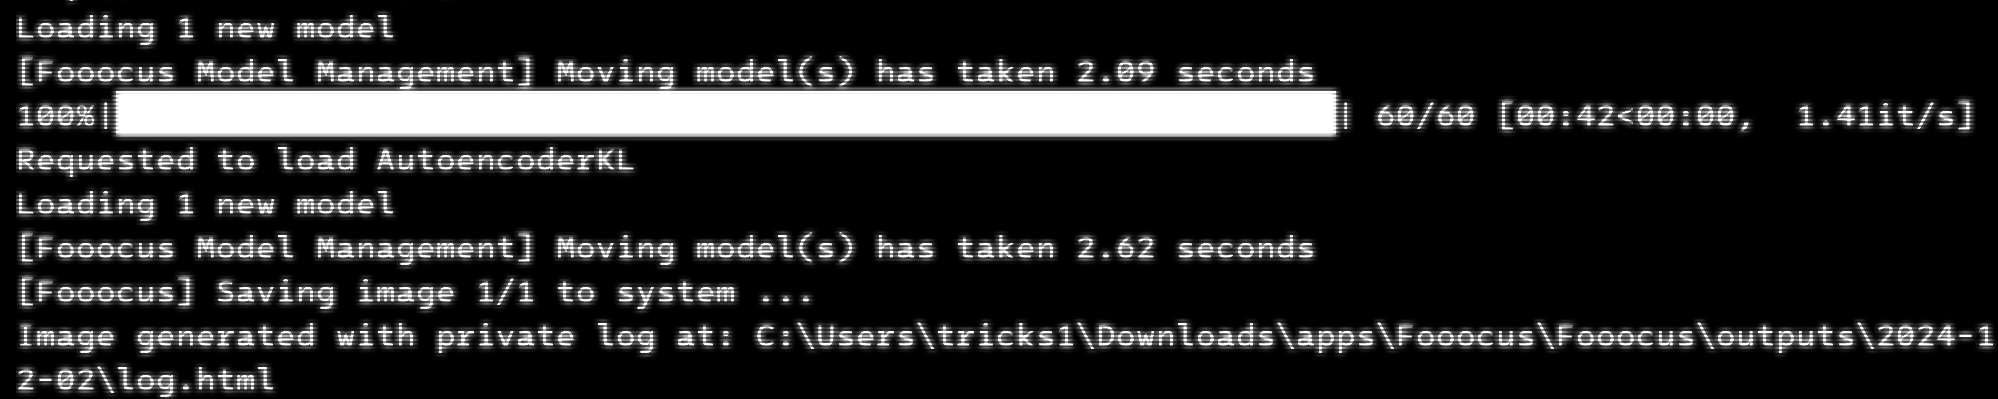 Loading 1 new model
[Fooocus Model Management] Moving model(s) has taken 2.09 seconds
100%|██████████████████████████████████████████████████████████████| 60/60 [00:42<00:00,  1.41it/s]
Requested to load AutoencoderKL
Loading 1 new model
[Fooocus Model Management] Moving model(s) has taken 2.62 seconds
[Fooocus] Saving image 1/1 to system ...
Image generated with private log at: C:\Users\tricks1\Downloads\apps\Fooocus\Fooocus\outputs\2024-1
2-02\log.html